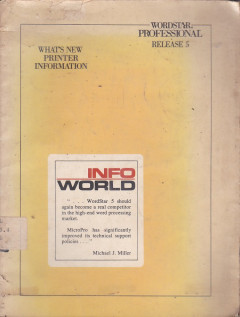 WORDSTAR®
PROFESSIONAL
RELEASE 5
WHAT'S NEW
PRINTER
INFORMATION
INFO
WORLD
" . . . WordStar 5 should
again become a real competitor
in the high-end word processing
market.
MicroPro has significantly
improved its technical support
policies . . ."
Michael J. Miller